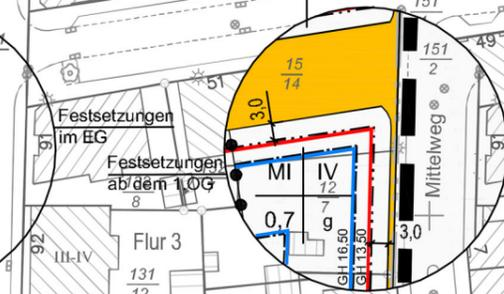 151
15
14
151
2
49
51
3,0
Festsetzungen
im EG
91
Mittelweg
Festsetzungen
ab dem 1.OG
8
MI IV
12
7
0,7 g
3,0
92
III-IV
Flur 3
GH 16,50
GH 13,50
131
12